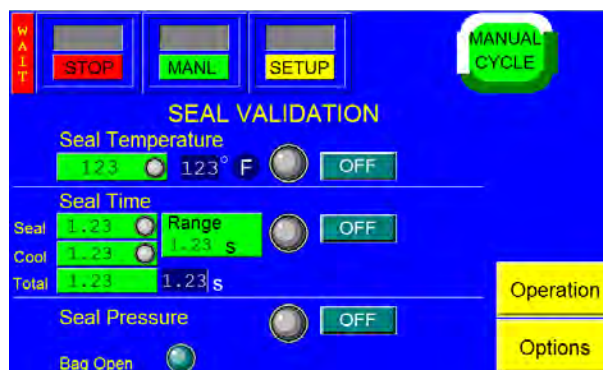 WAIT
STOP
MANL
SETUP
MANUAL
CYCLE
SEAL VALIDATION
Seal Temperature
123
123° F
OFF
Seal Time
Seal 1.23
Range
1.23 s
OFF
Cool 1.23
Total 1.23
1.23 s
Operation
Seal Pressure
OFF
Options
Bag Open